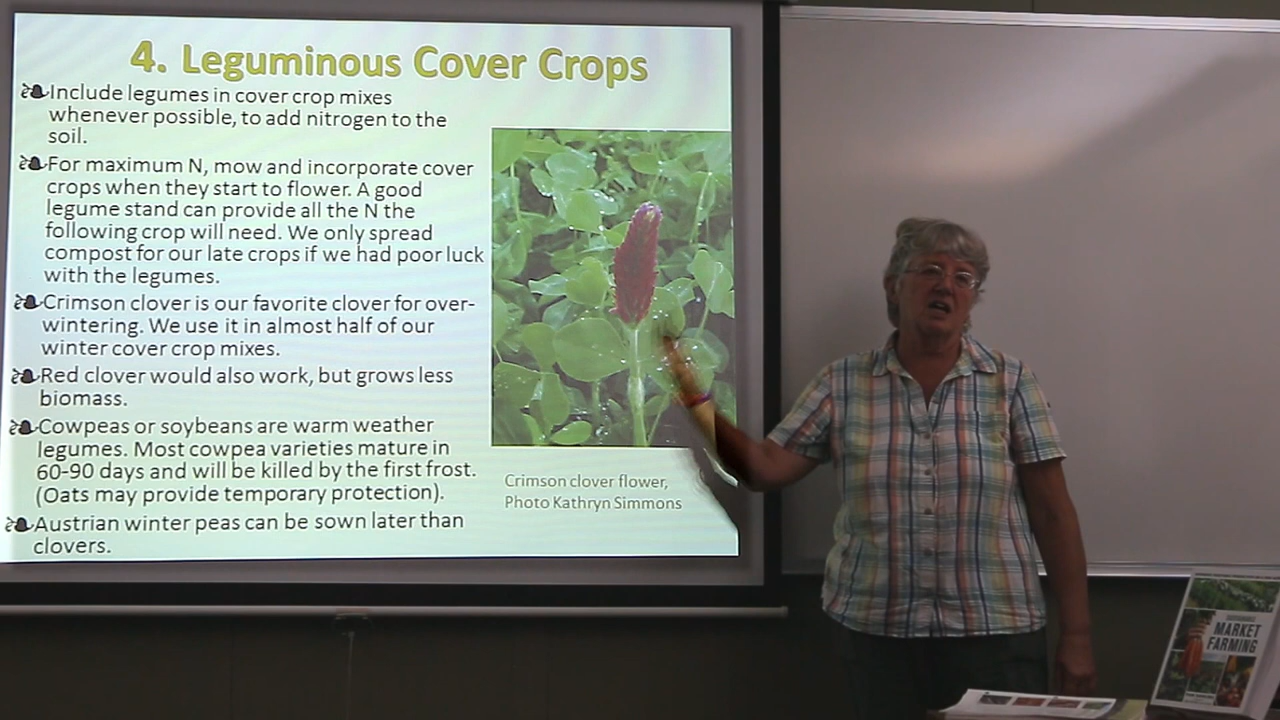 4. Leguminous Cover Crops
Include legumes in cover crop mixes
whenever possible, to add nitrogen to the
soil.
For maximum N, mow and incorporate cover
crops when they start to flower. A good
legume stand can provide all the N the
following crop will need. We only spread
compost for our late crops if we had poor luck
with the legumes.
Crimson clover is our favorite clover for over-
wintering. We use it in almost half of our
winter cover crop mixes.
Red clover would also work, but grows less
biomass.
Cowpeas or soybeans are warm weather
legumes. Most cowpea varieties mature in
60-90 days and will be killed by the first frost.
(Oats may provide temporary protection).
Austrian winter peas can be sown later than
clovers.
Crimson clover flower,
Photo Kathryn Simmons
MARKET
FARMING